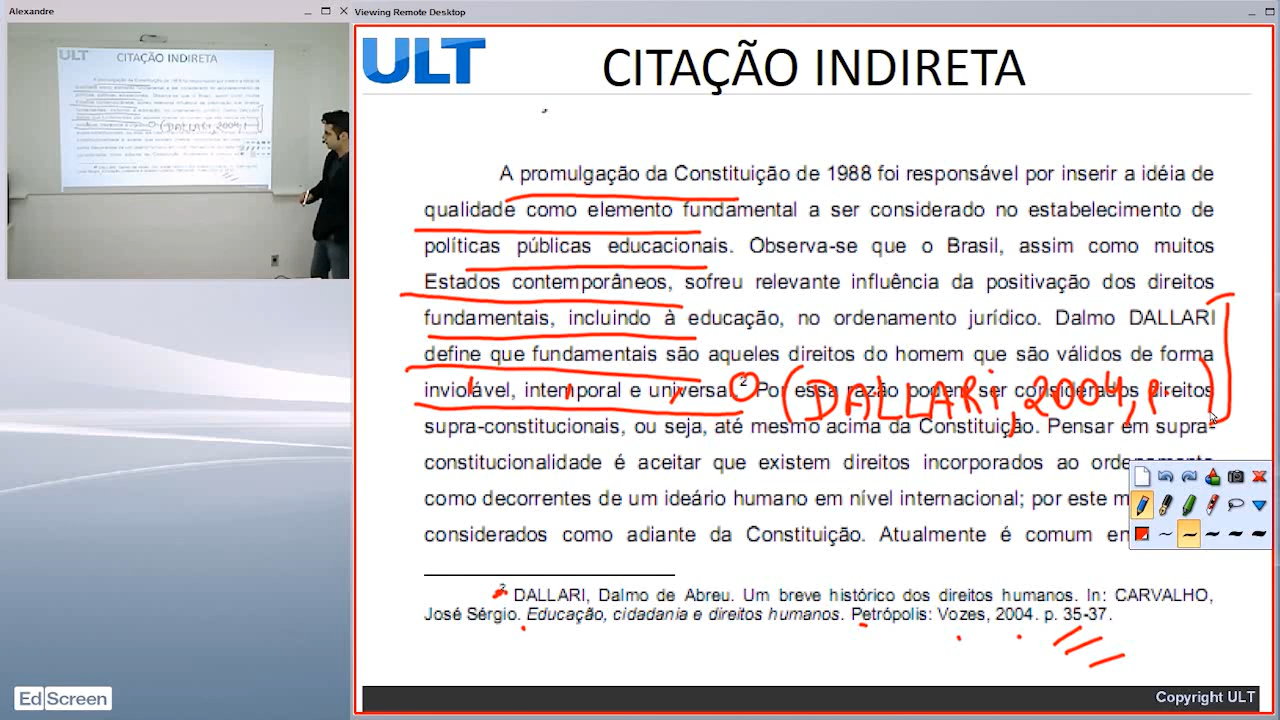 Alexandre
Viewing Remote Desktop
ULT
CITAÇÃO INDIRETA
ULT
CITAÇÃO INDIRETA
A promulgação da Constituição de 1988 foi responsável por inserir a idéia de
qualidade como elemento fundamental a ser considerado no estabelecimento de
políticas públicas educacionais. Observa-se que o Brasil, assim como muitos
Estados contemporâneos, sofreu relevante influência da positivação dos direitos
fundamentais, incluindo à educação, no ordenamento jurídico. Dalmo DALLARI
define que fundamentais são aqueles direitos do homem que são válidos de forma
inviolável, intemporal e universal.2 Por essa razão podem ser considerados direitos
(DALLARI, 2004, p.
supra-constitucionais, ou seja, até mesmo acima da Constituição. Pensar em supra-
constitucionalidade é aceitar que existem direitos incorporados ao
como decorrentes de um ideário humano em nível internacional; por este
considerados como adiante da Constituição. Atualmente é comum
2 DALLARI, Dalmo de Abreu. Um breve histórico dos direitos humanos. In: CARVALHO,
José Sérgio. Educação, cidadania e direitos humanos. Petrópolis: Vozes, 2004. p. 35-37.
Ed Screen
Copyright ULT